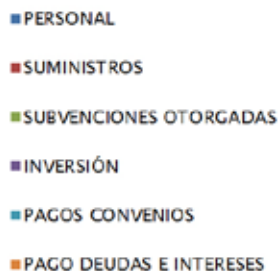 PERSONAL
SUMINISTROS
SUBVENCIONES OTORGADAS
INVERSIÓN
PAGOS CONVENIOS
PAGO DEUDAS E INTERESES